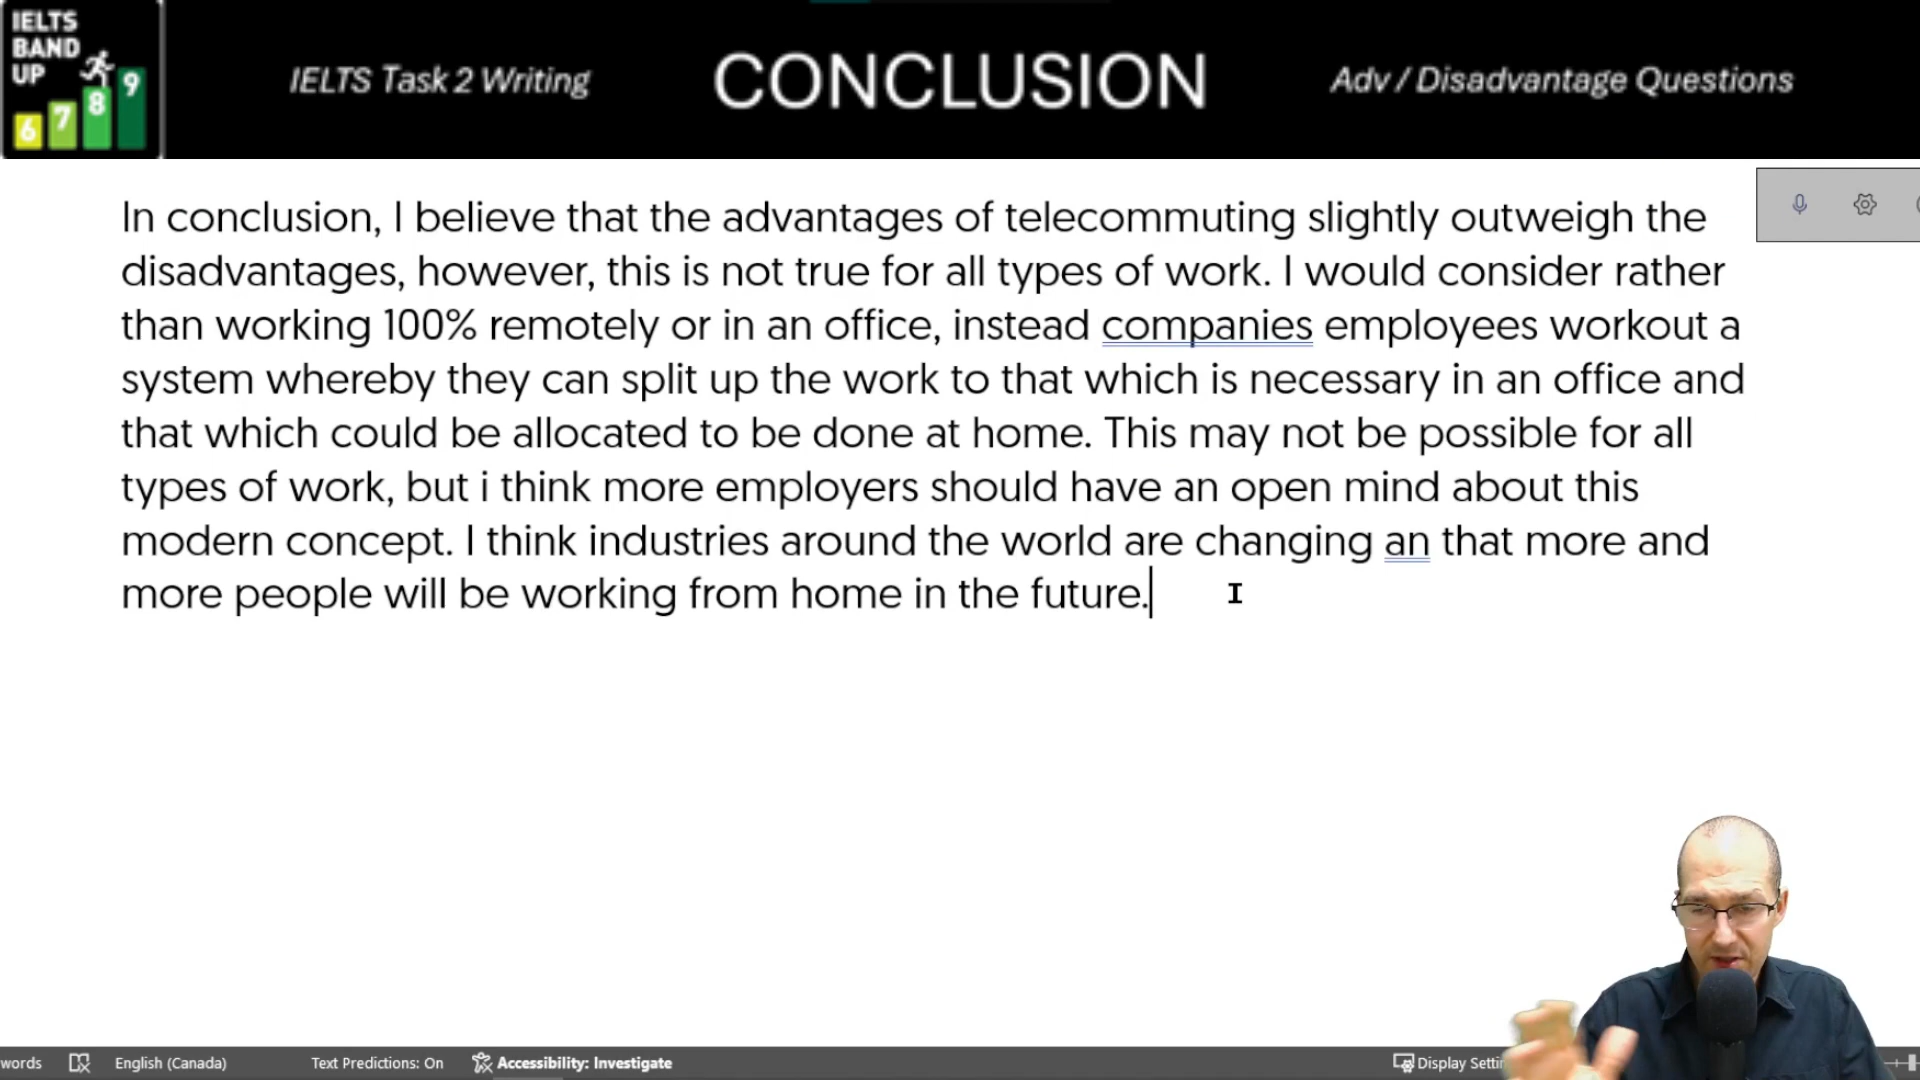 IELTS
BAND
UP
6 7 8 9
IELTS Task 2 Writing
CONCLUSION
Adv / Disadvantage Questions
In conclusion, I believe that the advantages of telecommuting slightly outweigh the
disadvantages, however, this is not true for all types of work. I would consider rather
than working 100% remotely or in an office, instead companies employees workout a
system whereby they can split up the work to that which is necessary in an office and
that which could be allocated to be done at home. This may not be possible for all
types of work, but i think more employers should have an open mind about this
modern concept. I think industries around the world are changing an that more and
more people will be working from home in the future.
words English (Canada) Text Predictions: On Accessibility: Investigate Display